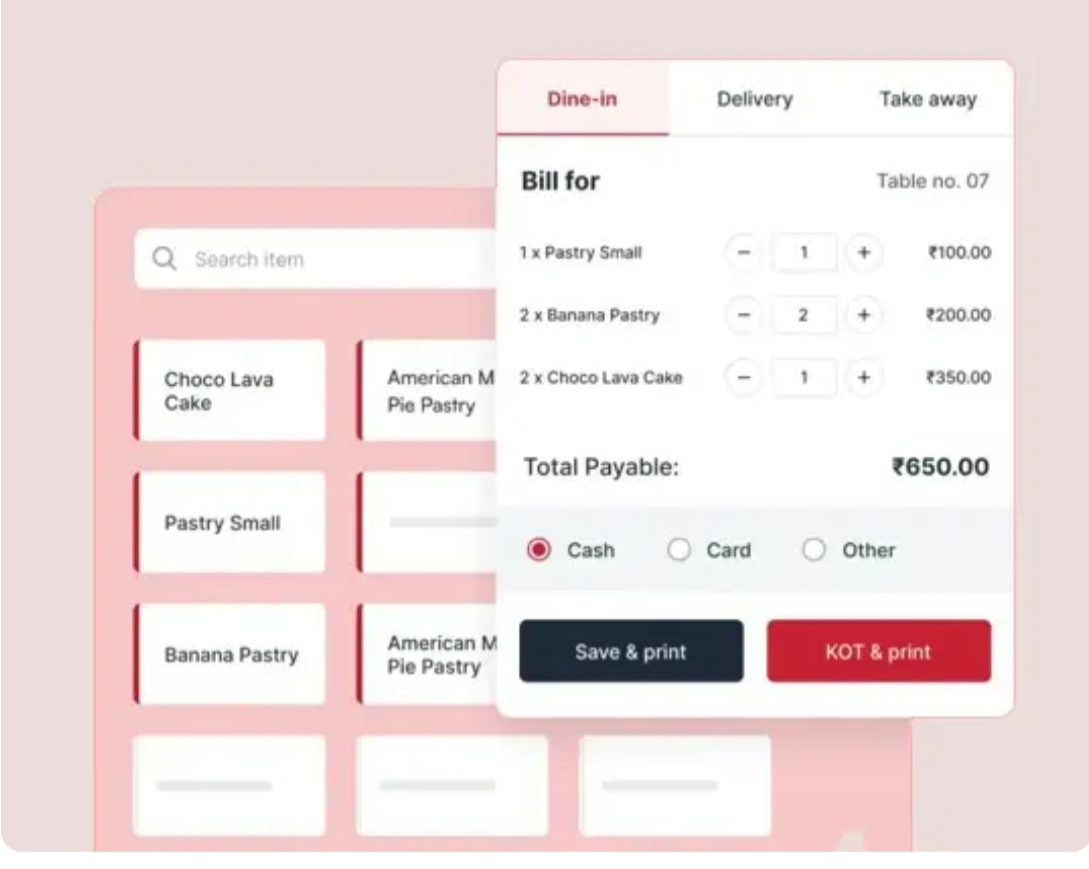 Dine-in
Delivery
Take away
Bill for
Table no. 07
1 x Pastry Small
1
₹100.00
2 x Banana Pastry
2
₹200.00
2 x Choco Lava Cake
1
₹350.00
Total Payable:
₹650.00
Cash
Card
Other
Save & print
KOT & print
Search item
Choco Lava
Cake
American M
Pie Pastry
Pastry Small
Banana Pastry
American M
Pie Pastry